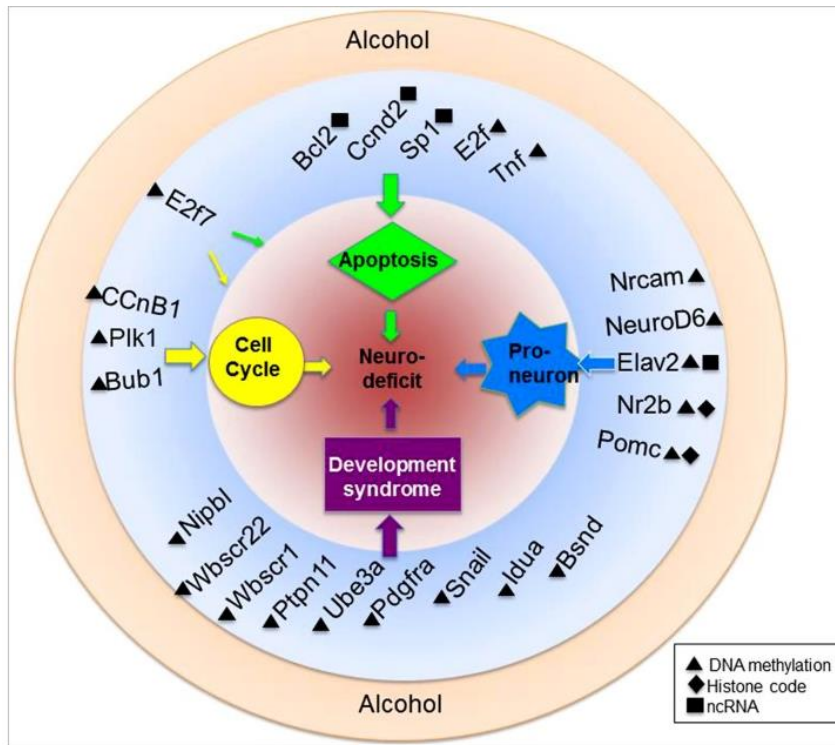 Alcohol
Bcl2
Ccnd2
Sp1
E2f
Tnf
E2f7
CCnB1
Plk1
Bub1
Apoptosis
Cell
Cycle
Neuro-
deficit
Pro-
neuron
Nrcam
NeuroD6
Elav2
Nr2b
Pomc
Development
syndrome
Nipbl
Wbscr22
Wbscr1
Ptpn11
Ube3a
Pdgfra
Snail
Idua
Bsnd
Alcohol
DNA methylation
Histone code
ncRNA